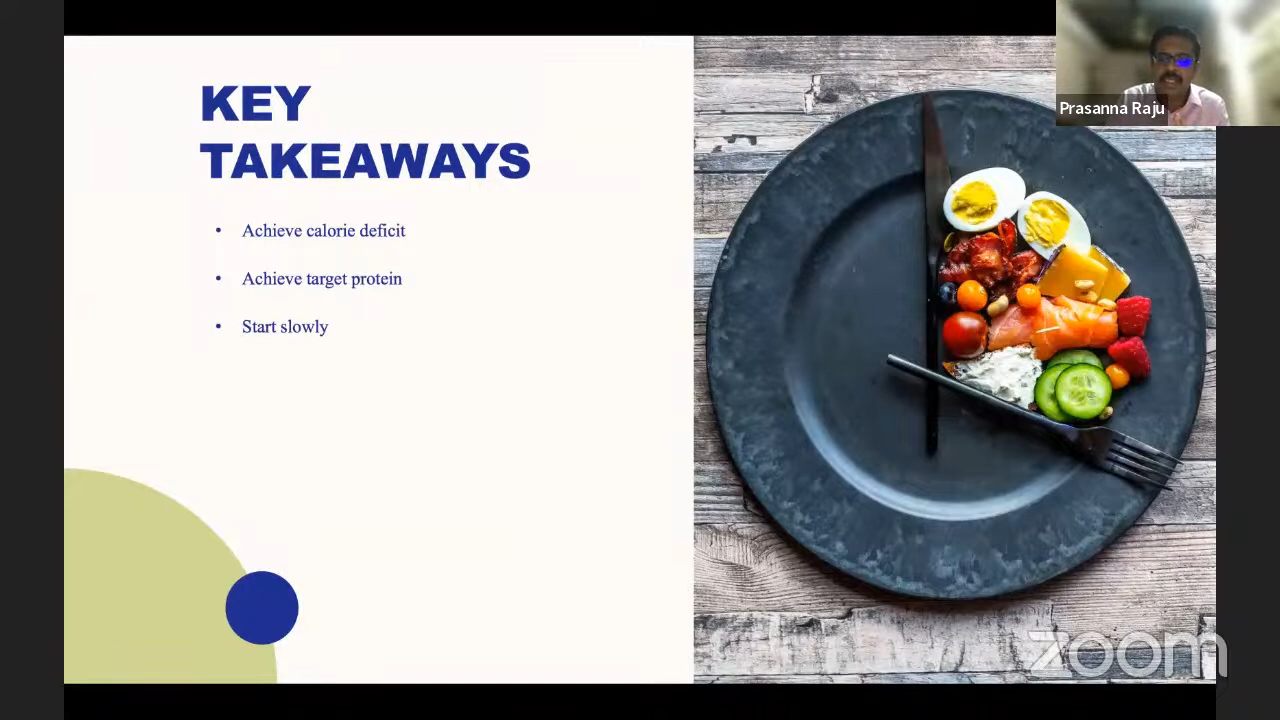 KEY
TAKEAWAYS
• Achieve calorie deficit
• Achieve target protein
• Start slowly
Prasanna Raju
zoom